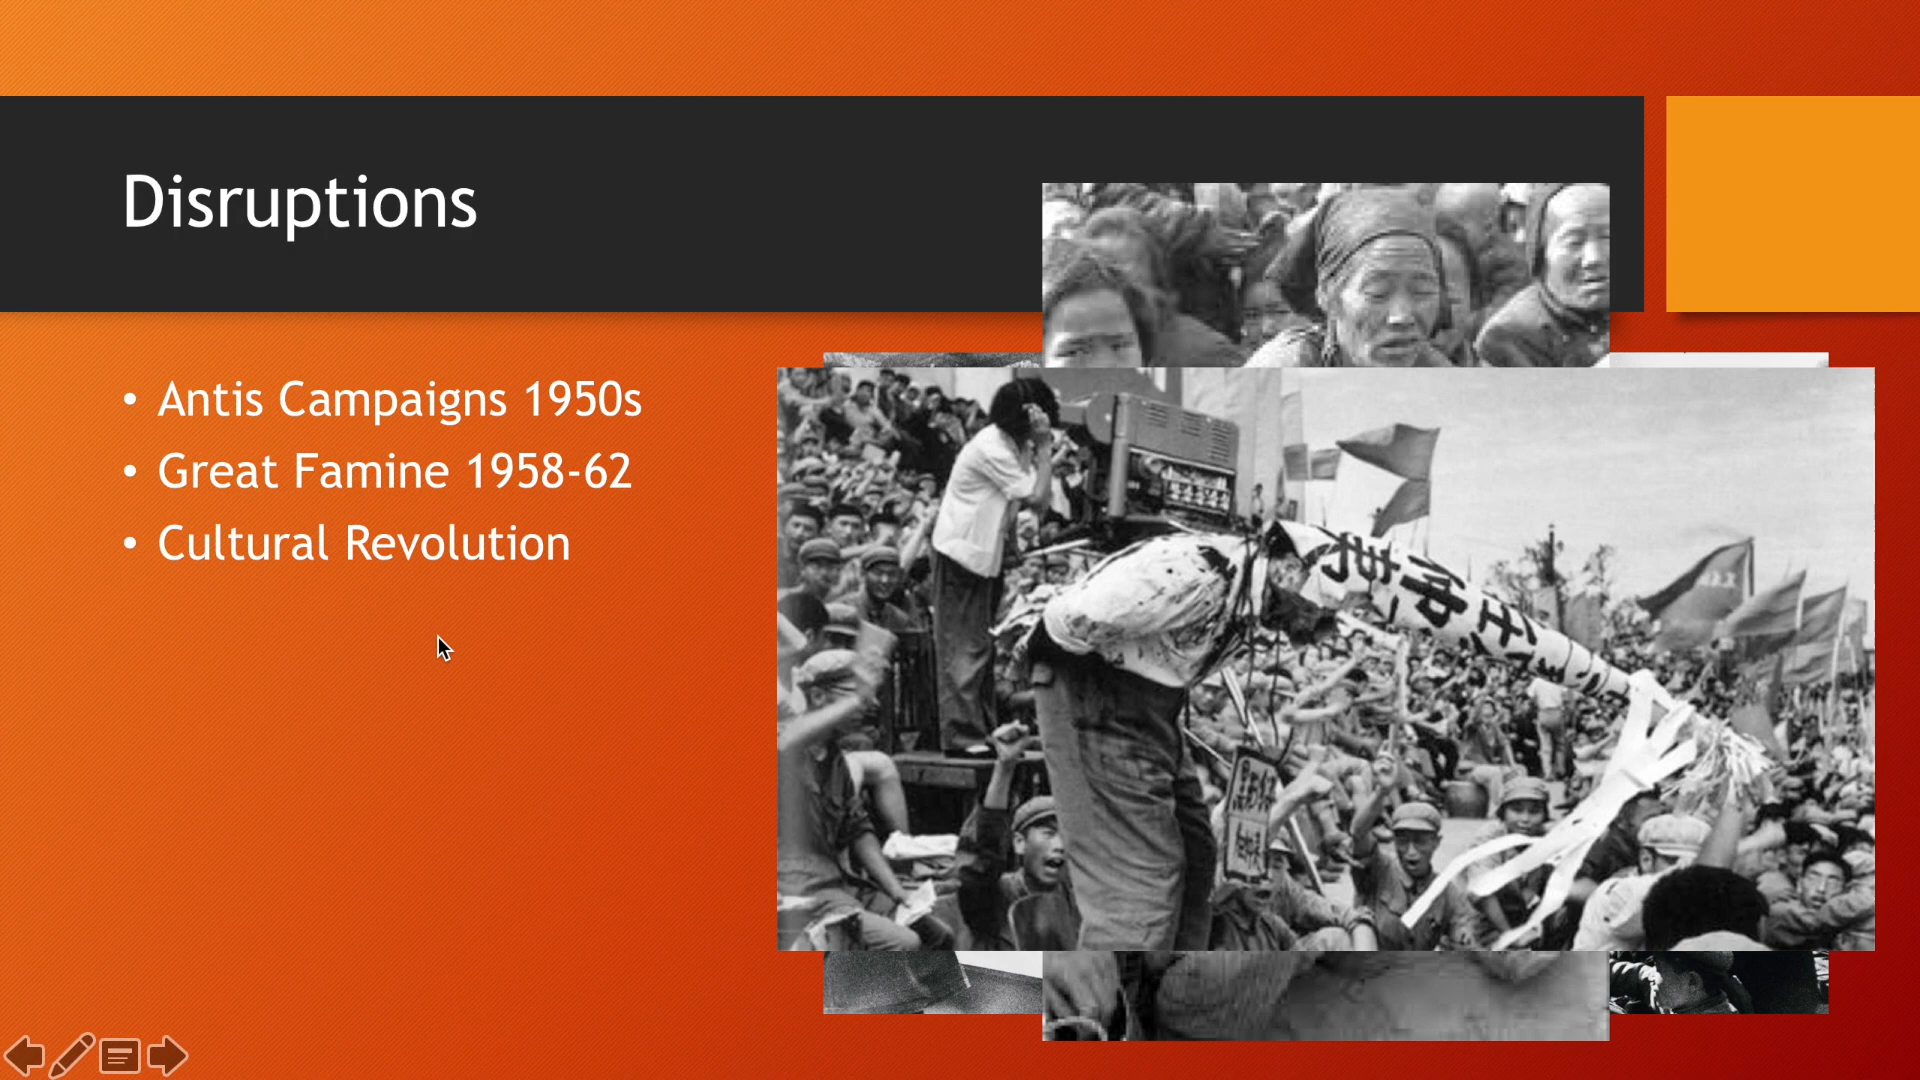 Disruptions
• Antis Campaigns 1950s
• Great Famine 1958-62
• Cultural Revolution